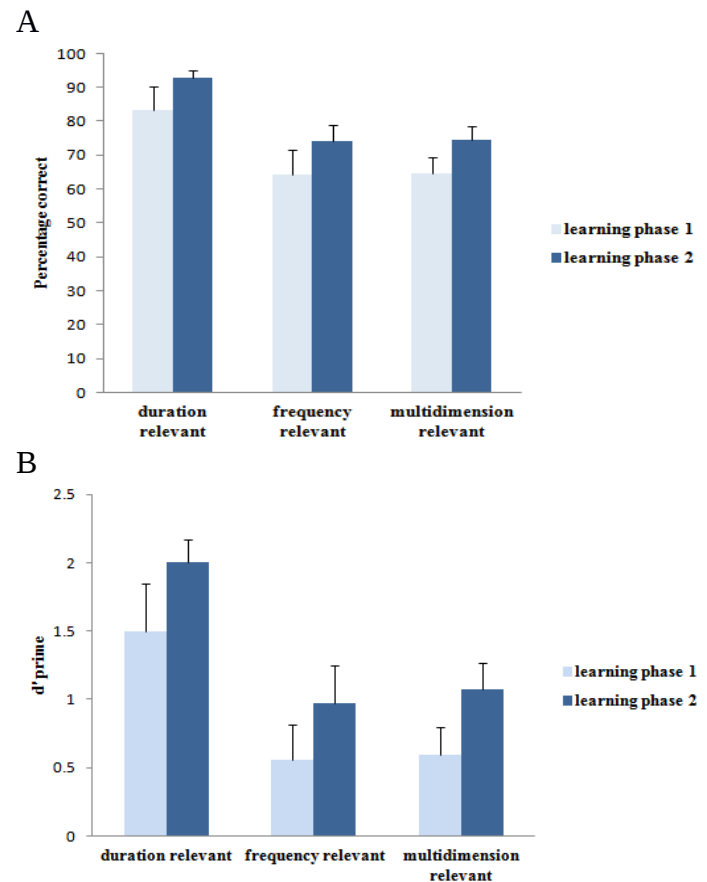 A
100
90
80
70
60
50
40
30
20
10
0
Percentage correct
duration
relevant
frequency
relevant
multidimension
relevant
learning phase 1
learning phase 2
B
2.5
2
1.5
1
0.5
0
d' prime
duration relevant
frequency relevant
multidimension
relevant
learning phase 1
learning phase 2